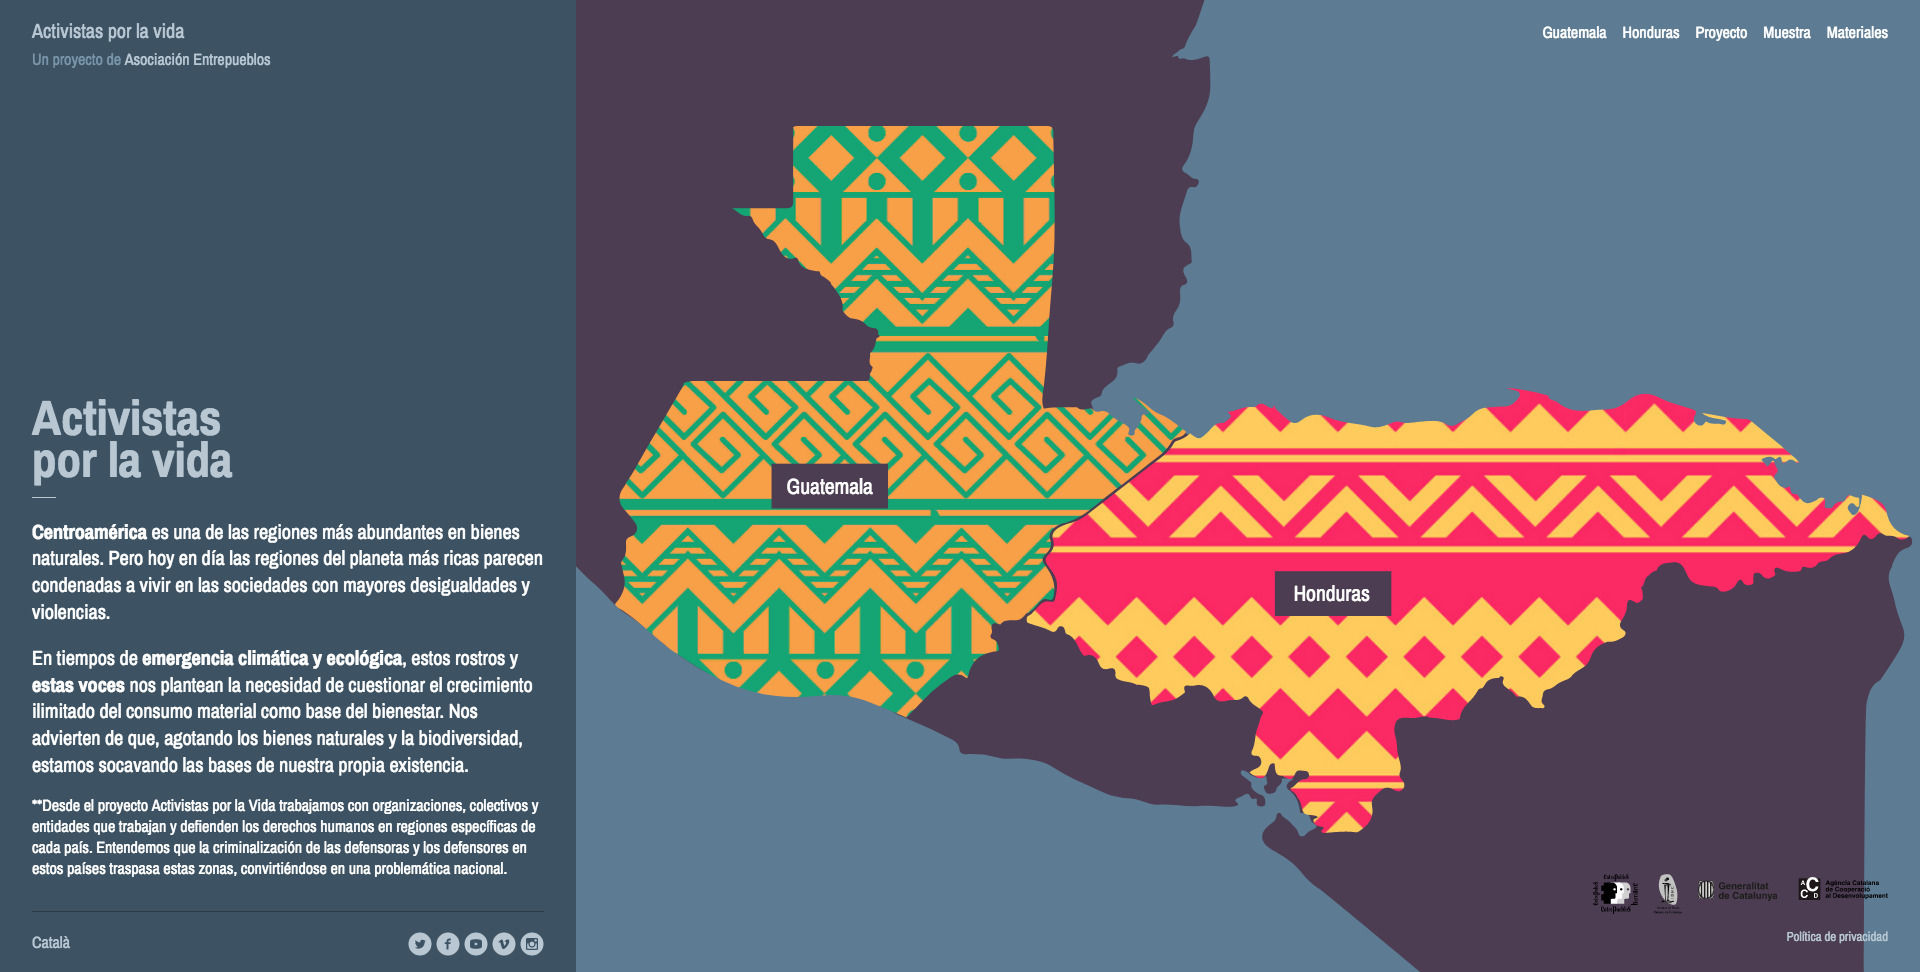 Activistas por la vida
Un proyecto de Asociación Entrepueblos
Guatemala Honduras Proyecto Muestra Materiales
Activistas
por la vida
Centroamérica es una de las regiones más abundantes en bienes
naturales. Pero hoy en día las regiones del planeta más ricas parecen
condenadas a vivir en las sociedades con mayores desigualdades y
violencias.
En tiempos de emergencia climática y ecológica, estos rostros y
estas voces nos plantean la necesidad de cuestionar el crecimiento
ilimitado del consumo material como base del bienestar. Nos
advierten de que, agotando los bienes naturales y la biodiversidad,
estamos socavando las bases de nuestra propia existencia.
**Desde el proyecto Activistas por la Vida trabajamos con organizaciones, colectivos y
entidades que trabajan y defienden los derechos humanos en regiones específicas de
cada país. Entendemos que la criminalización de las defensoras y los defensores en
estos países traspasa estas zonas, convirtiéndose en una problemática nacional.
Català
Guatemala
Honduras
Generalitat
de Catalunya
ACCD
Agència Catalana
de Cooperació
al Desenvolupament
Política de privacidad